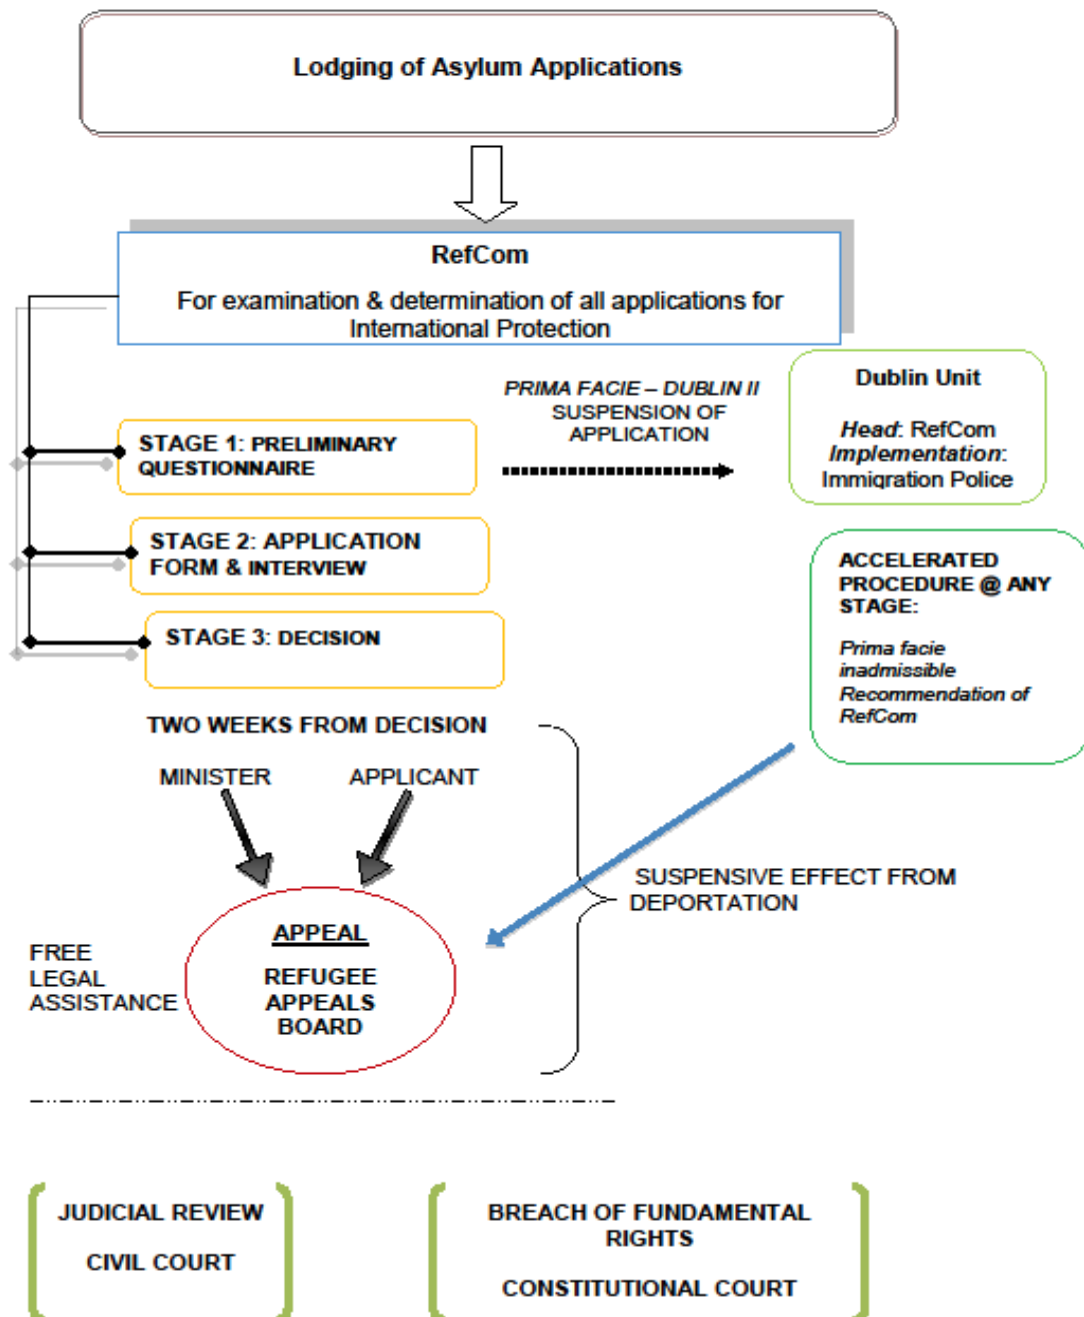 Lodging of Asylum Applications
RefCom
For examination & determination of all applications for
International Protection
PRIMA FACIE – DUBLIN II
SUSPENSION OF
APPLICATION
Dublin Unit
Head: RefCom
Implementation:
Immigration Police
STAGE 1: PRELIMINARY
QUESTIONNAIRE
STAGE 2: APPLICATION
FORM & INTERVIEW
STAGE 3: DECISION
ACCELERATED
PROCEDURE @ ANY
STAGE:
Prima facie
inadmissible
Recommendation of
RefCom
TWO WEEKS FROM DECISION
MINISTER
APPLICANT
SUSPENSIVE EFFECT FROM
DEPORTATION
FREE
LEGAL
ASSISTANCE
APPEAL
REFUGEE
APPEALS
BOARD
JUDICIAL REVIEW
CIVIL COURT
BREACH OF FUNDAMENTAL
RIGHTS
CONSTITUTIONAL COURT